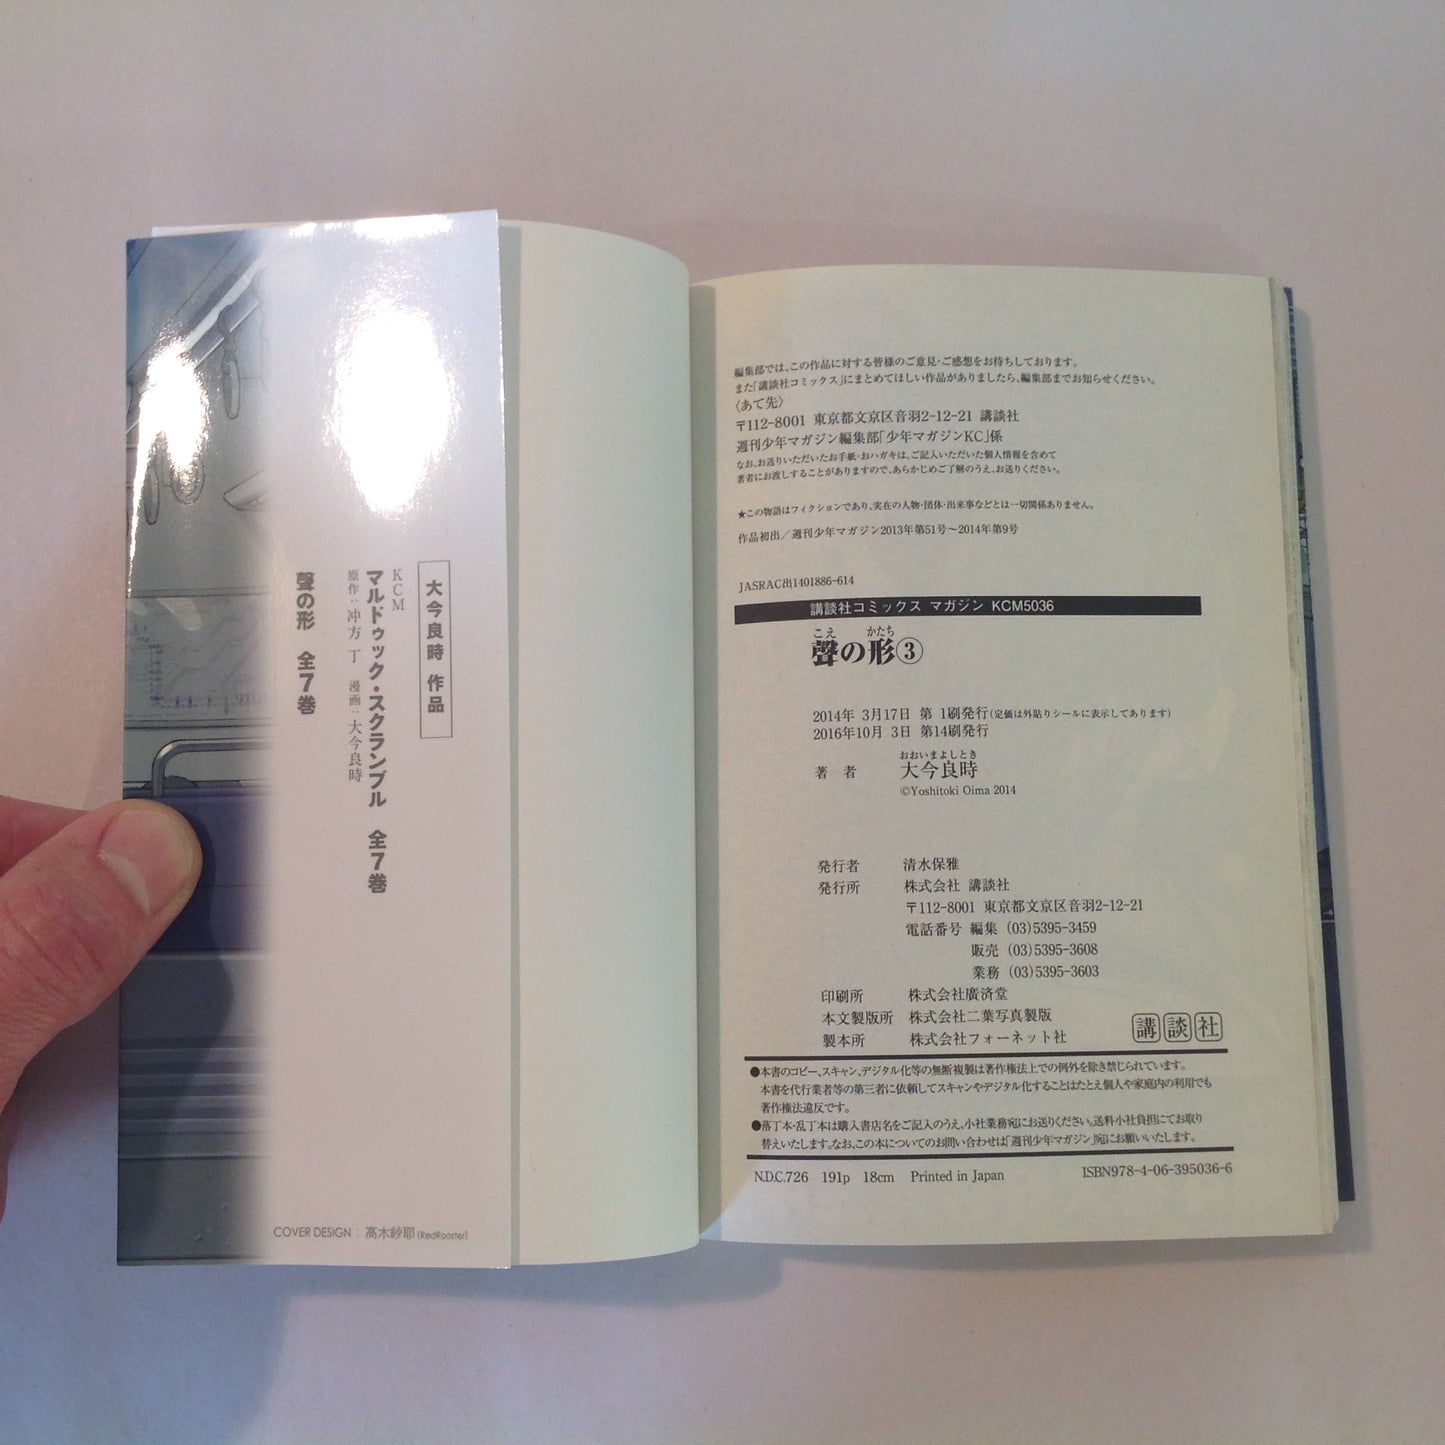 大今良時 作品
KCM
マルドゥック・スクランブル 全7巻
原作：冲方 丁 漫画：大今良時
聲の形 全7巻
COVER DESIGN : 高木紗耶(RedRooster)
編集部では、この作品に対する皆様のご意見・ご感想をお待ちしております。
また「講談社コミックス」にまとめてほしい作品がありましたら、編集部までお知らせください。
〈あて先〉
〒112-8001 東京都文京区音羽2-12-21 講談社
週刊少年マガジン編集部「少年マガジンKC」係
なお、お送りいただいたお手紙・おハガキは、ご記入いただいた個人情報を含めて
著者にお渡しすることがありますので、あらかじめご了解のうえ、お送りください。
★この物語はフィクションであり、実在の人物・団体・出来事などとは一切関係ありません。
作品初出／週刊少年マガジン2013年第51号〜2014年第9号
JASRAC出1401886-614
講談社コミックス マガジン KCM5036
こえ かたち
聲の形③
2014年 3月17日 第 1刷発行(定価は外貼りシールに表示してあります)
2016年10月 3日 第14刷発行
おおいまよしとき
著 者 大今良時
©Yoshitoki Oima 2014
発行者 清水保雅
発行所 株式会社 講談社
〒112-8001 東京都文京区音羽2-12-21
電話番号 編集 (03)5395-3459
販売 (03)5395-3608
業務 (03)5395-3603
印刷所 株式会社廣済堂
本文製版所 株式会社二葉写真製版
製本所 株式会社フォーネット社
講談社
●本書のコピー、スキャン、デジタル化等の無断複製は著作権法上での例外を除き禁じられています。
本書を代行業者等の第三者に依頼してスキャンやデジタル化することはたとえ個人や家庭内の利用でも
著作権法違反です。
●落丁本・乱丁本は購入書店名をご記入のうえ、小社業務宛にお送りください。送料小社負担にてお取り
替えいたします。なお、この本についてのお問い合わせは「週刊少年マガジン」宛にお願いいたします。
N.D.C.726 191p 18cm Printed in Japan ISBN978-4-06-395036-6